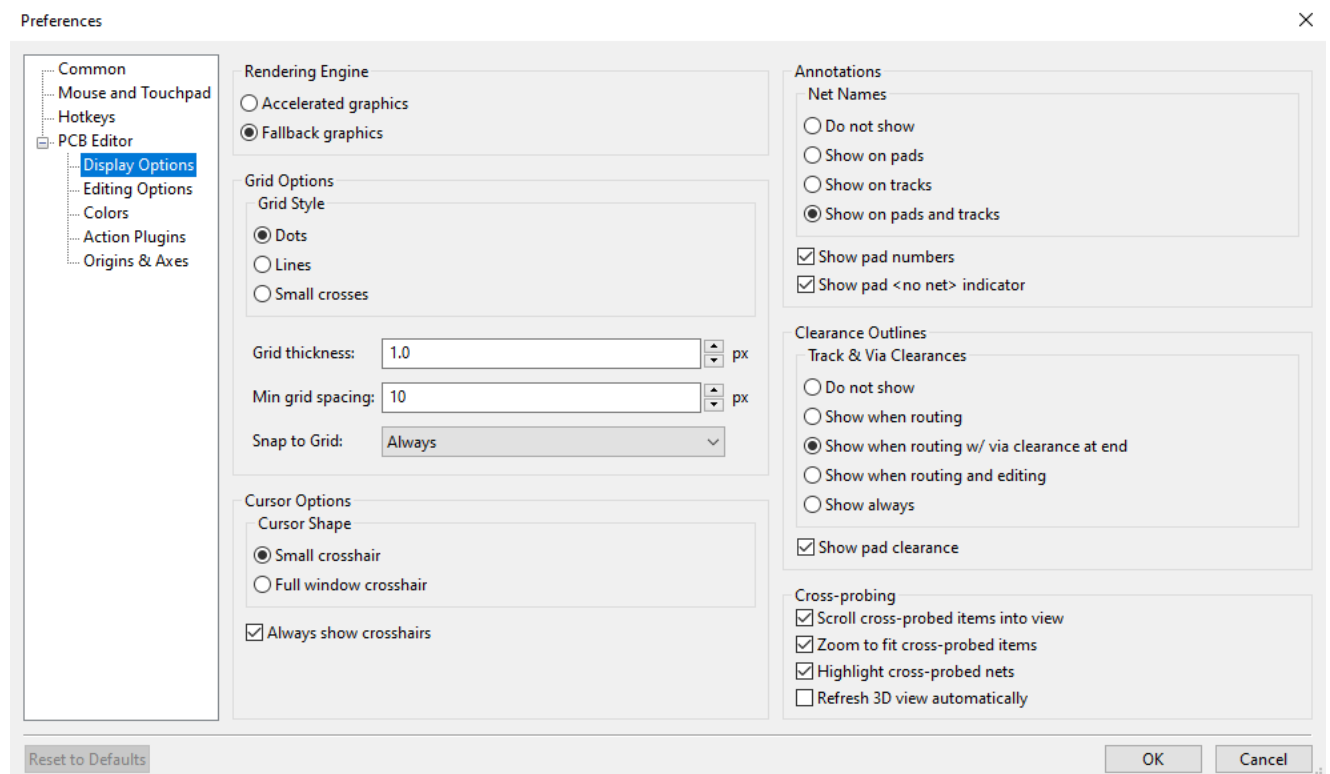 Preferences
Common
Mouse and Touchpad
Hotkeys
PCB Editor
Display Options
Editing Options
Colors
Action Plugins
Origins & Axes
Rendering Engine
Accelerated graphics
Fallback graphics
Grid Options
Grid Style
Dots
Lines
Small crosses
Grid thickness: 1.0 px
Min grid spacing: 10 px
Snap to Grid: Always
Cursor Options
Cursor Shape
Small crosshair
Full window crosshair
Always show crosshairs
Annotations
Net Names
Do not show
Show on pads
Show on tracks
Show on pads and tracks
Show pad numbers
Show pad <no net> indicator
Clearance Outlines
Track & Via Clearances
Do not show
Show when routing
Show when routing w/ via clearance at end
Show when routing and editing
Show always
Show pad clearance
Cross-probing
Scroll cross-probed items into view
Zoom to fit cross-probed items
Highlight cross-probed nets
Refresh 3D view automatically
Reset to Defaults
OK
Cancel